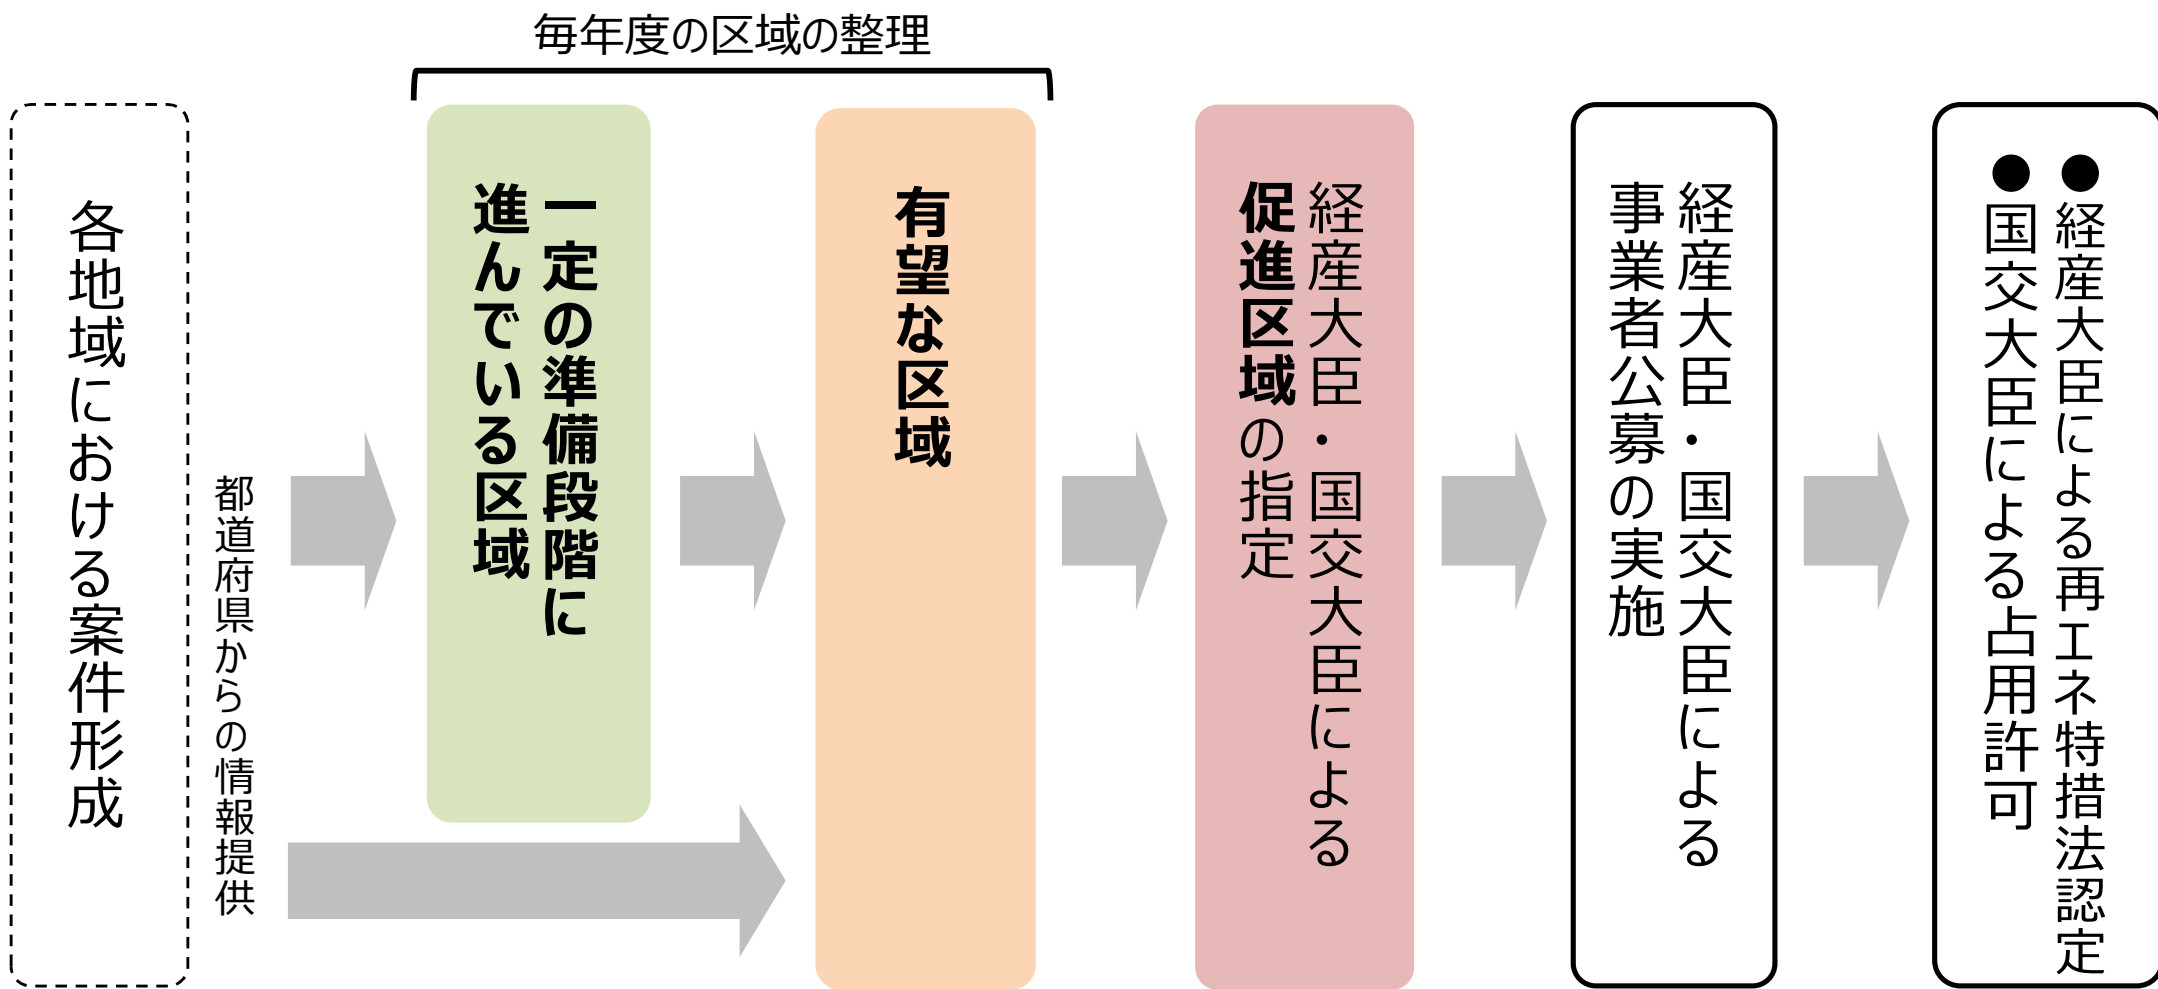 毎年度の区域の整理
各地域における案件形成
都道府県からの情報提供
一定の準備段階に
進んでいる区域
有望な区域
経産大臣・国交大臣による
促進区域の指定
経産大臣・国交大臣による
事業者公募の実施
●経産大臣による再エネ特措法認定
●国交大臣による占用許可